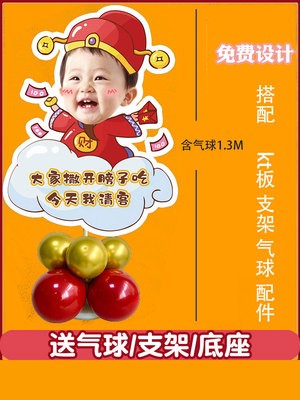 免费设计
搭配 kt板 支架 气球 配件
含气球1.3M
财
大家撒开膀子吃
今天我请客
送气球/支架/底座